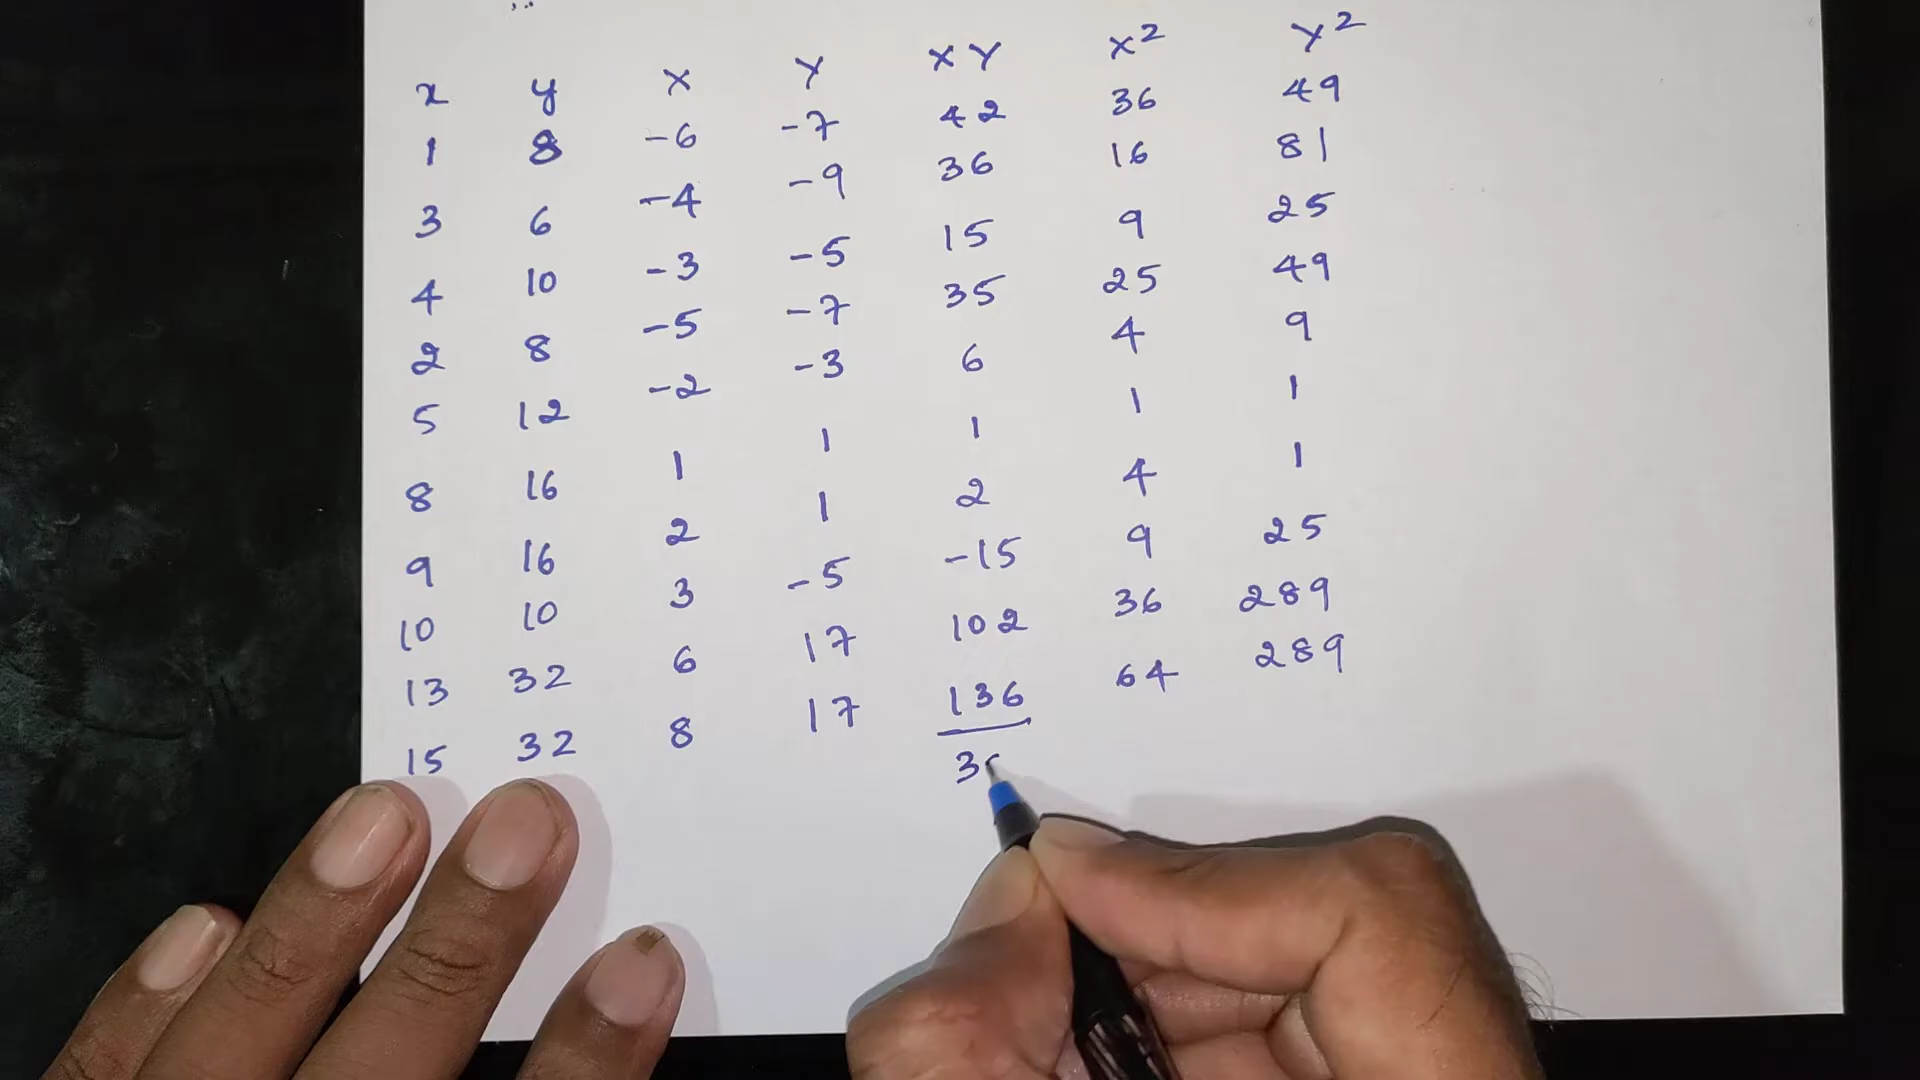 x y X Y XY X² Y²
1 8 -6 -7 42 36 49
3 6 -4 -9 36 16 81
4 10 -3 -5 15 9 25
2 8 -5 -7 35 25 49
5 12 -2 -3 6 4 9
8 16 1 1 1 1 1
9 16 2 1 2 4 1
10 10 3 -5 -15 9 25
13 32 6 17 102 36 289
15 32 8 17 136 64 289
3